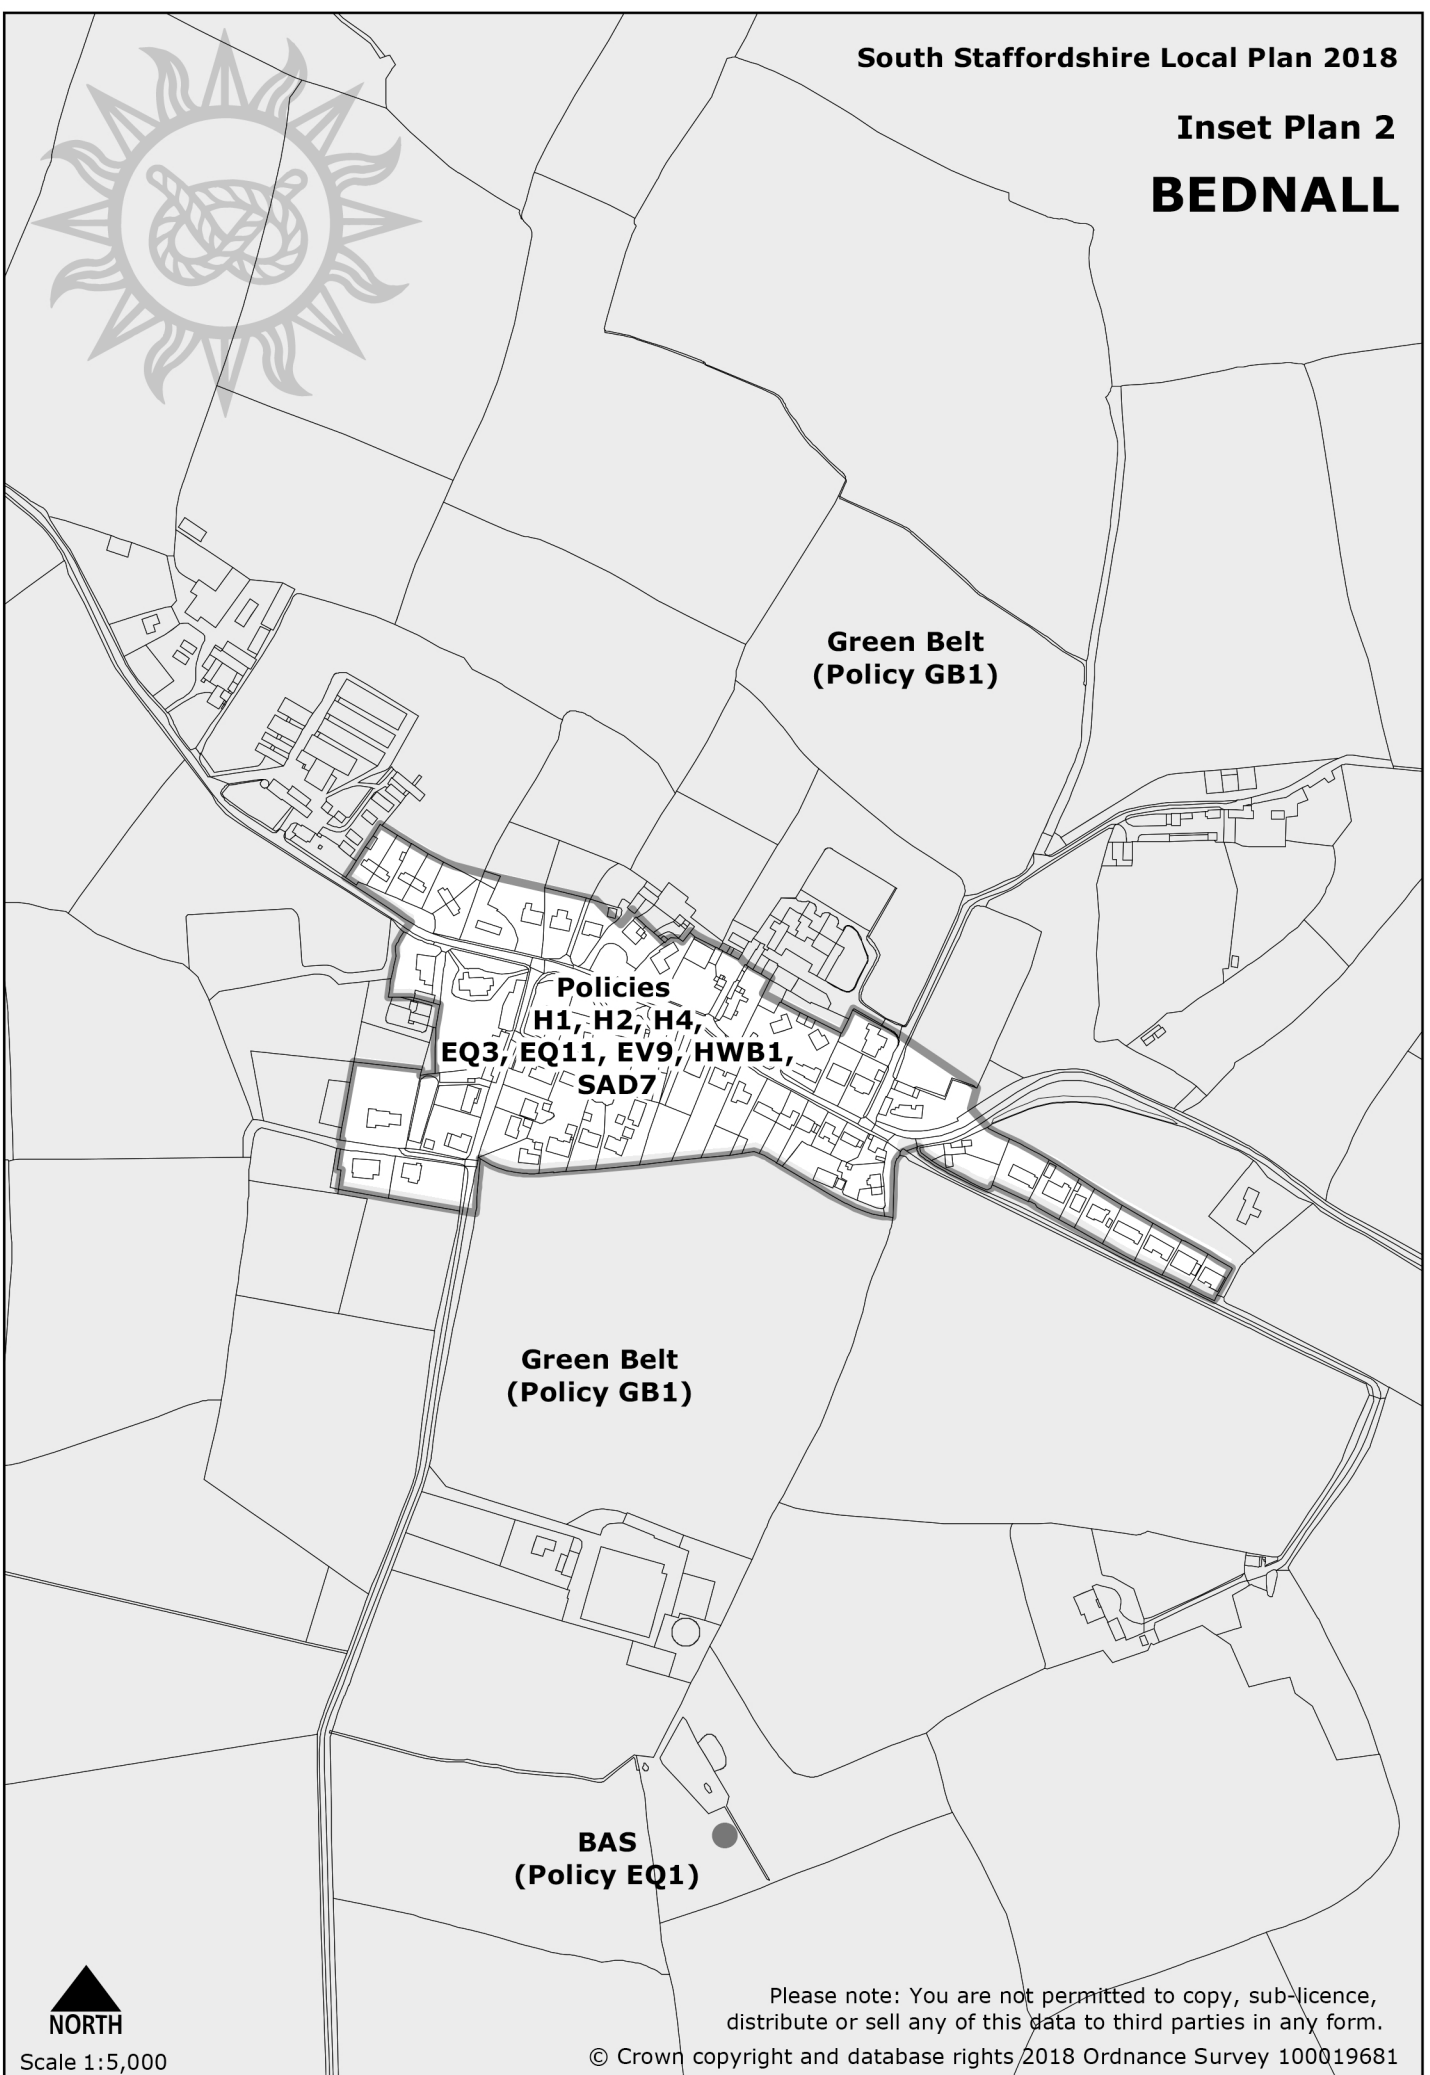 South Staffordshire Local Plan 2018
Inset Plan 2
BEDNALL
Green Belt
(Policy GB1)
Policies
H1, H2, H4,
EQ3, EQ11, EV9, HWB1,
SAD7
Green Belt
(Policy GB1)
BAS
(Policy EQ1)
NORTH
Scale 1:5,000
Please note: You are not permitted to copy, sub-licence,
distribute or sell any of this data to third parties in any form.
© Crown copyright and database rights 2018 Ordnance Survey 100019681